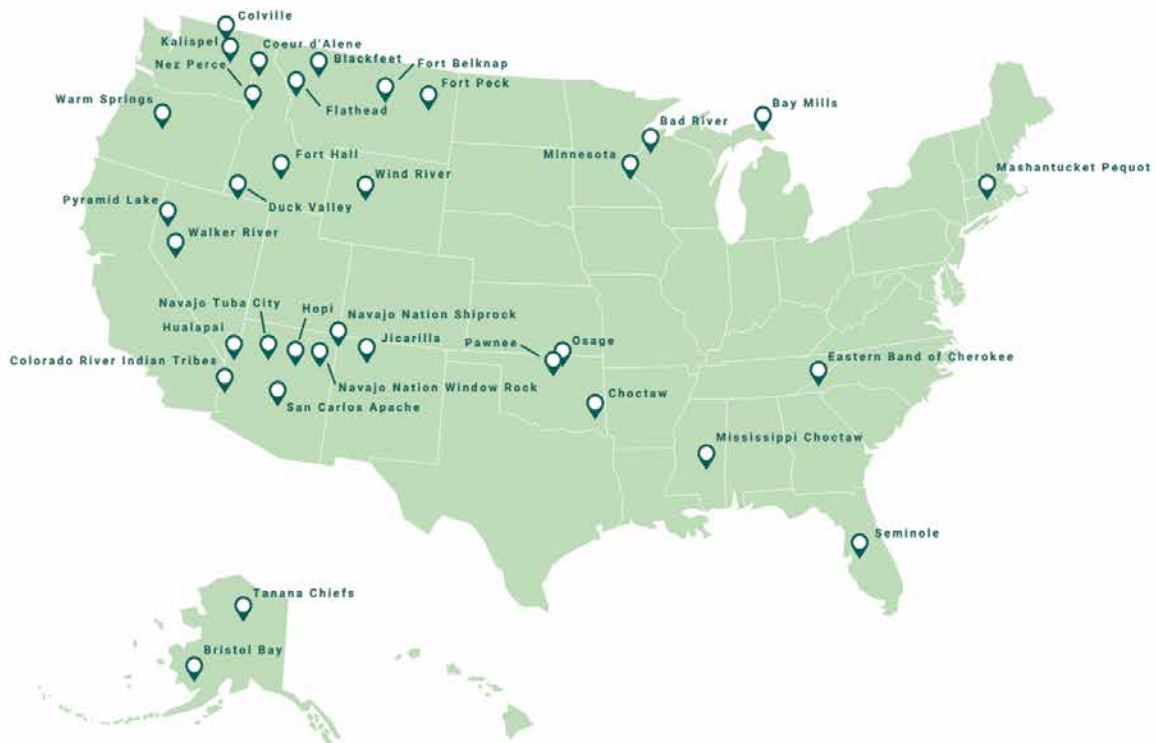 Colville
Kalispel
Coeur d'Alene
Nez Perce
Blackfeet
Fort Belknap
Fort Peck
Flathead
Warm Springs
Bay Mills
Bad River
Minnesota
Mashantucket Pequot
Fort Hall
Wind River
Duck Valley
Pyramid Lake
Walker River
Navajo Tuba City
Hopi
Navajo Nation Shiprock
Hualapai
Jicarilla
Pawnee
Osage
Eastern Band of Cherokee
Colorado River Indian Tribes
Navajo Nation Window Rock
San Carlos Apache
Choctaw
Mississippi Choctaw
Seminole
Tanana Chiefs
Bristol Bay